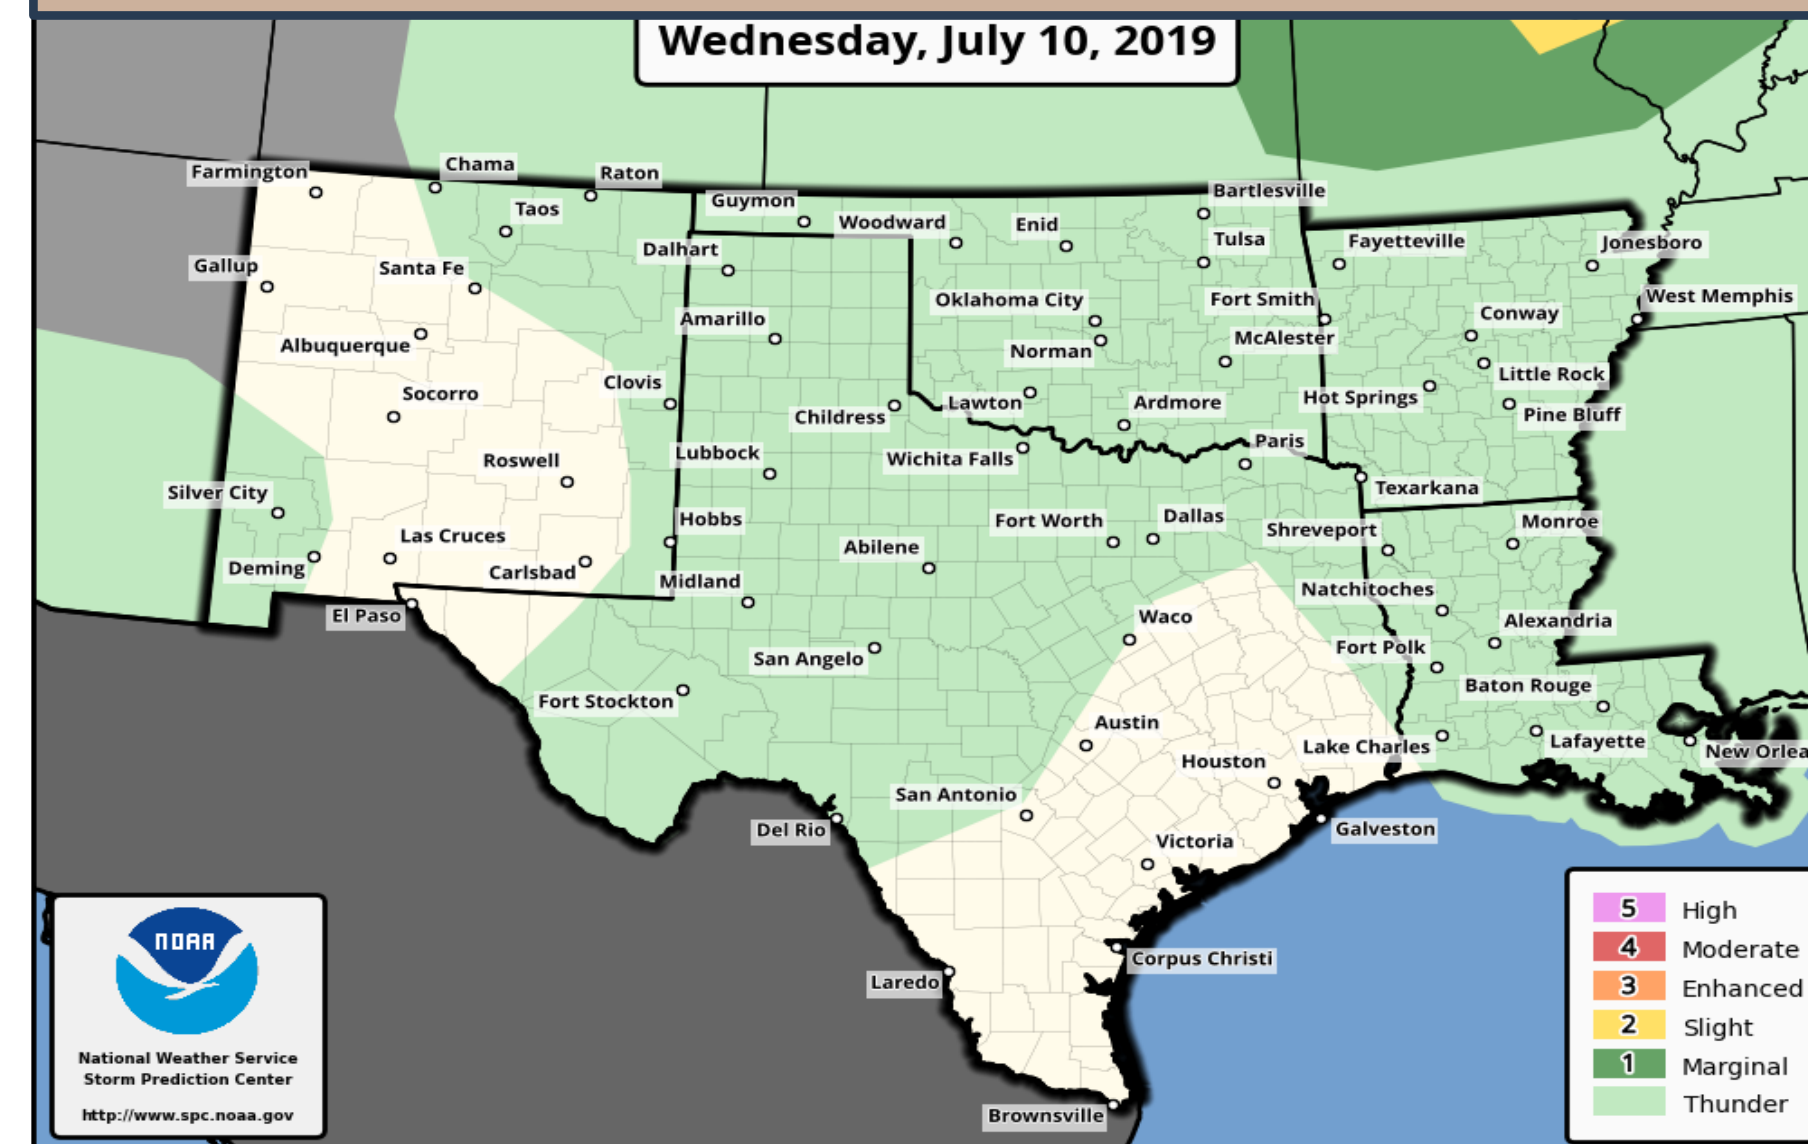 Wednesday, July 10, 2019
Farmington
Chama
Raton
Taos
Guymon
Woodward
Enid
Bartlesville
Tulsa
Fayetteville
Jonesboro
Gallup
Santa Fe
Dalhart
Oklahoma City
Fort Smith
Conway
West Memphis
Albuquerque
Amarillo
Norman
McAlester
Little Rock
Socorro
Clovis
Childress
Lawton
Ardmore
Hot Springs
Pine Bluff
Roswell
Lubbock
Wichita Falls
Paris
Texarkana
Silver City
Las Cruces
Hobbs
Fort Worth
Dallas
Shreveport
Monroe
Deming
Carlsbad
Abilene
Midland
Natchitoches
El Paso
Waco
Alexandria
San Angelo
Fort Polk
Fort Stockton
Baton Rouge
Austin
Houston
Lake Charles
Lafayette
New Orlea
San Antonio
Del Rio
Victoria
Galveston
Laredo
Corpus Christi
Brownsville
NOAA
National Weather Service
Storm Prediction Center
http://www.spc.noaa.gov
5 High
4 Moderate
3 Enhanced
2 Slight
1 Marginal
Thunder